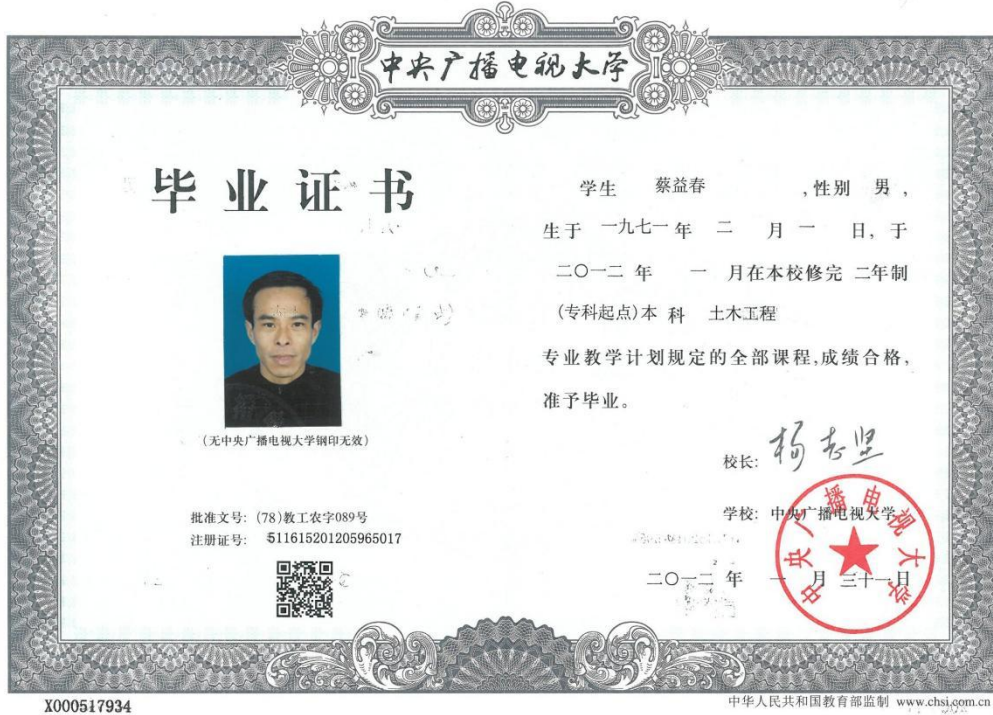 中央广播电视大学
毕业证书
(无中央广播电视大学钢印无效)
批准文号: (78)教工农字089号
注册证号: 511615201205965017
学生 蔡益春 ,性别 男 ,
生于 一九七一 年 二 月 一 日, 于
二〇一二 年 一 月在本校修完 二年制
(专科起点)本 科 土木工程
专业教学计划规定的全部课程,成绩合格,
准予毕业。
校长: 杨志坚
学校: 中央广播电视大学
二〇一二 年 一 月 三十一 日
中央广播电视大学
X000517934
中华人民共和国教育部监制 www.chsi.com.cn